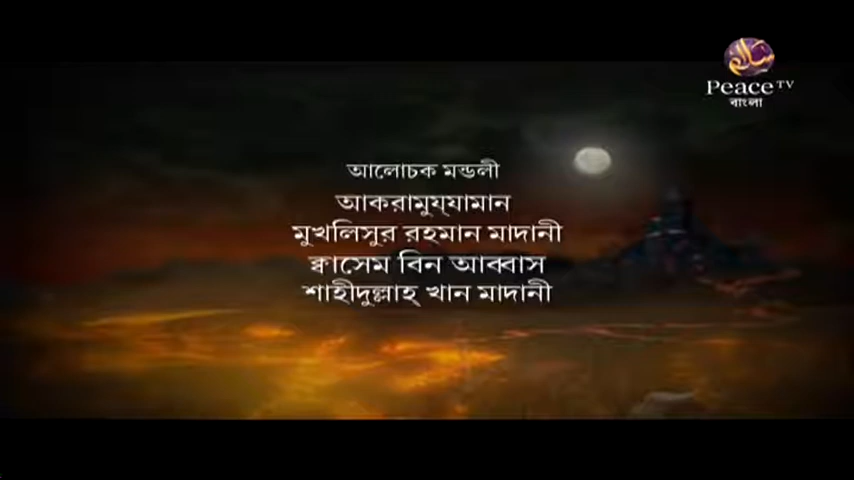 Peace TV
বাংলা
আলোচক মন্ডলী
আকরামুয্যামান
মুখলিসুর রহমান মাদানী
ক্বাসেম বিন আব্বাস
শাহীদুল্লাহ্ খান মাদানী